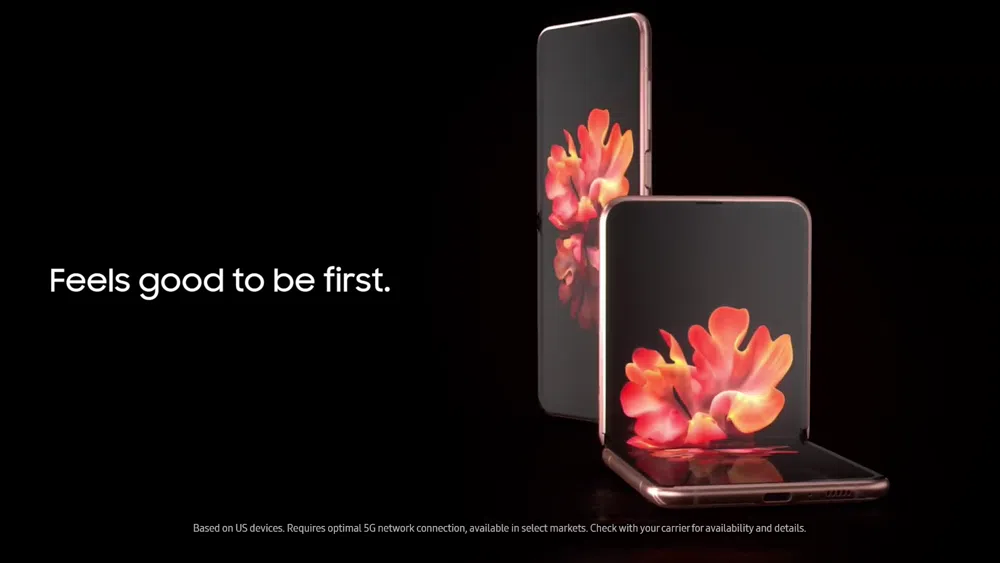 Feels good to be first.
Based on US devices. Requires optimal 5G network connection, available in select markets. Check with your carrier for availability and details.